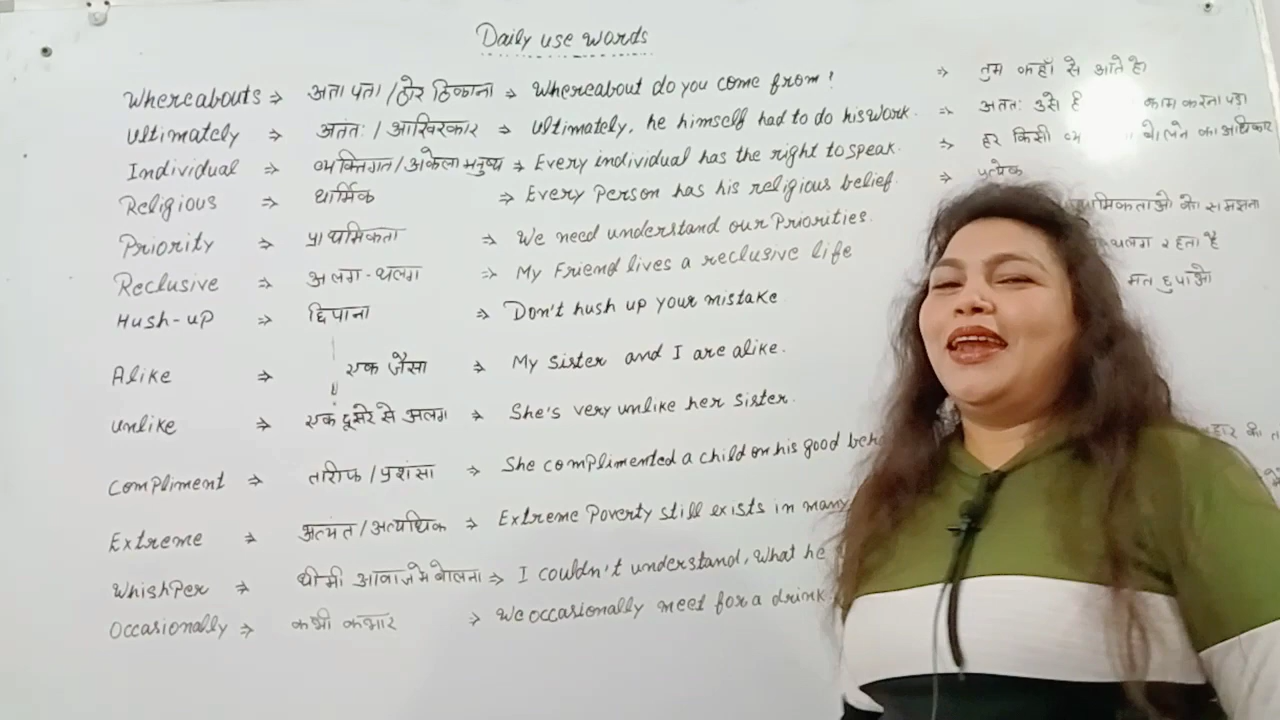 Daily use words
Whereabouts ⇒ अता पता / ठोर ठिकाना ⇒ Whereabout do you come from? ⇒ तुम कहाँ से आते हो
Ultimately ⇒ अतंतः / आखिरकार ⇒ Ultimately, he himself had to do his work. ⇒ अततः उसे ही काम करना पड़ा
Individual ⇒ व्यक्तिगत / अकेला मनुष्य ⇒ Every individual has the right to speak. ⇒ हर किसी बोलने का अधिकार
Religious ⇒ धार्मिक ⇒ Every Person has his religious belief. ⇒ प्रत्येक
Priority ⇒ प्राथमिकता ⇒ We need understand our Priorities. को समझना
Reclusive ⇒ अलग-थलग ⇒ My Friend lives a reclusive life रहता है
Hush-up ⇒ छिपाना ⇒ Don't hush up your mistake मत छुपाओ
Alike ⇒ एक जैसा ⇒ My Sister and I are alike.
Unlike ⇒ एक दूसरे से अलग ⇒ She's very unlike her sister.
Compliment ⇒ तारीफ / प्रशंसा ⇒ She complimented a child on his good
Extreme ⇒ अत्यंत / अत्यधिक ⇒ Extreme Poverty still exists in many
WhishPer ⇒ धीमी आवाज मे बोलना ⇒ I couldn't understand, What he
Occasionally ⇒ कभी कभार ⇒ We occasionally meet for a drink.